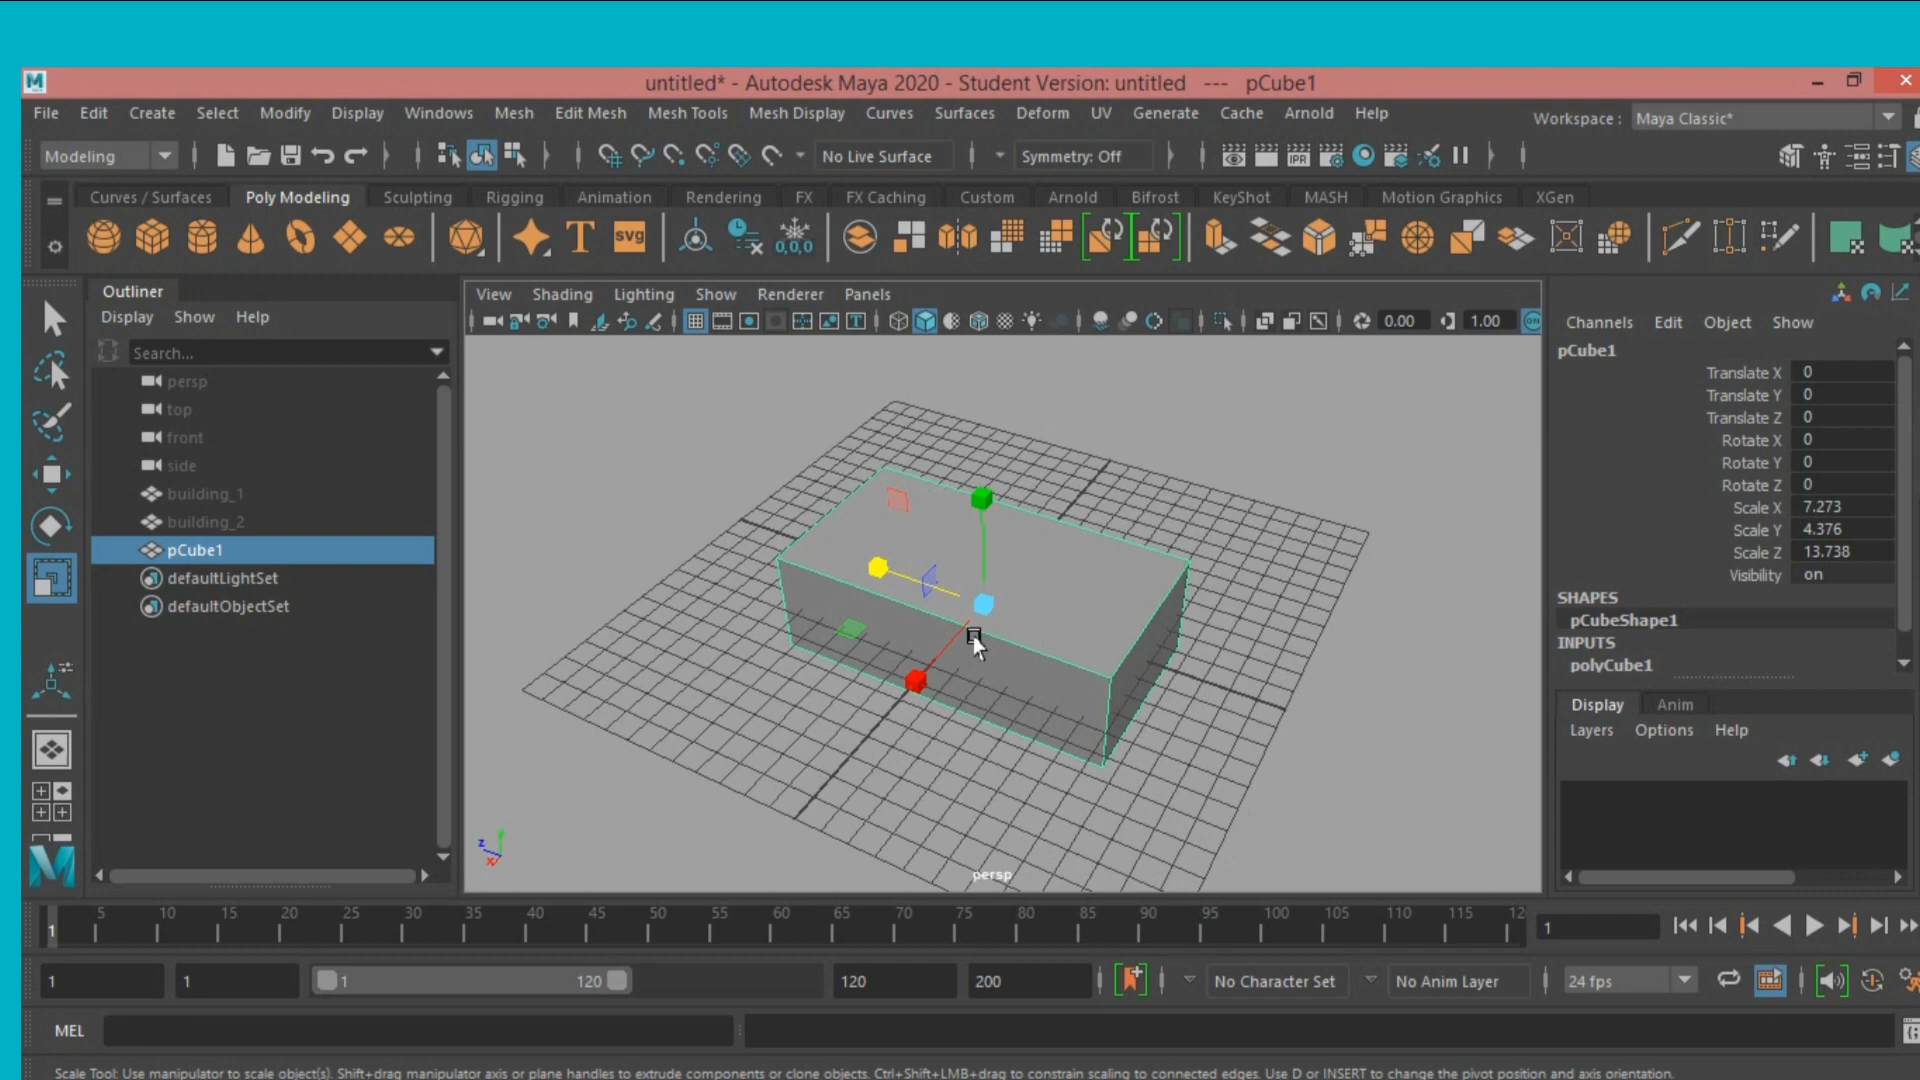 untitled* - Autodesk Maya 2020 - Student Version: untitled --- pCube1
File Edit Create Select Modify Display Windows Mesh Edit Mesh Mesh Tools Mesh Display Curves Surfaces Deform UV Generate Cache Arnold Help Workspace : Maya Classic*
Modeling No Live Surface Symmetry: Off IPR
Curves / Surfaces Poly Modeling Sculpting Rigging Animation Rendering FX FX Caching Custom Arnold Bifrost KeyShot MASH Motion Graphics XGen
T SVG 0,0,0
Outliner
Display Show Help
Search...
persp
top
front
side
building_1
building_2
pCube1
defaultLightSet
defaultObjectSet
View Shading Lighting Show Renderer Panels
0.00 1.00 ON
y
z
x
persp
Channels Edit Object Show
pCube1
Translate X 0
Translate Y 0
Translate Z 0
Rotate X 0
Rotate Y 0
Rotate Z 0
Scale X 7.273
Scale Y 4.376
Scale Z 13.738
Visibility on
SHAPES
pCubeShape1
INPUTS
polyCube1
Display Anim
Layers Options Help
5 10 15 20 25 30 35 40 45 50 55 60 65 70 75 80 85 90 95 100 105 110 115 12
1 1
1 1 1 120 120 200 No Character Set No Anim Layer 24 fps
MEL
Scale Tool: Use manipulator to scale object(s). Shift+drag manipulator axis or plane handles to extrude components or clone objects. Ctrl+Shift+LMB+drag to constrain scaling to connected edges. Use D or INSERT to change the pivot position and axis orientation.